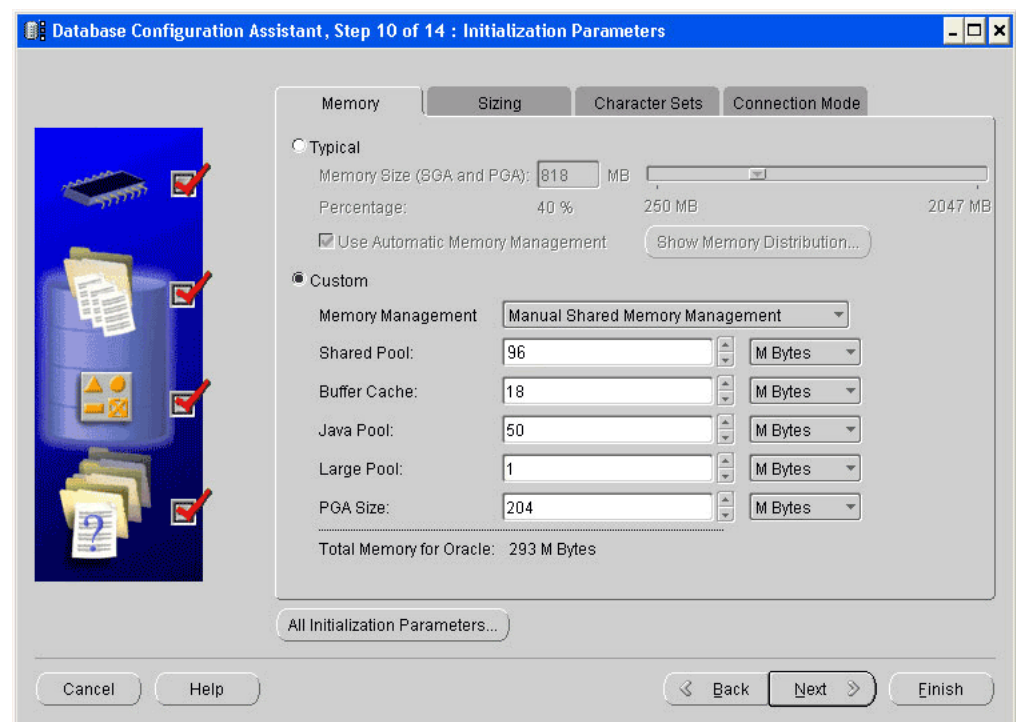 Database Configuration Assistant, Step 10 of 14 : Initialization Parameters
Memory Sizing Character Sets Connection Mode
Typical
Memory Size (SGA and PGA): 818 MB
Percentage: 40 % 250 MB 2047 MB
Use Automatic Memory Management Show Memory Distribution...
Custom
Memory Management Manual Shared Memory Management
Shared Pool: 96 M Bytes
Buffer Cache: 18 M Bytes
Java Pool: 50 M Bytes
Large Pool: 1 M Bytes
PGA Size: 204 M Bytes
Total Memory for Oracle: 293 M Bytes
?
All Initialization Parameters...
Cancel Help Back Next Finish